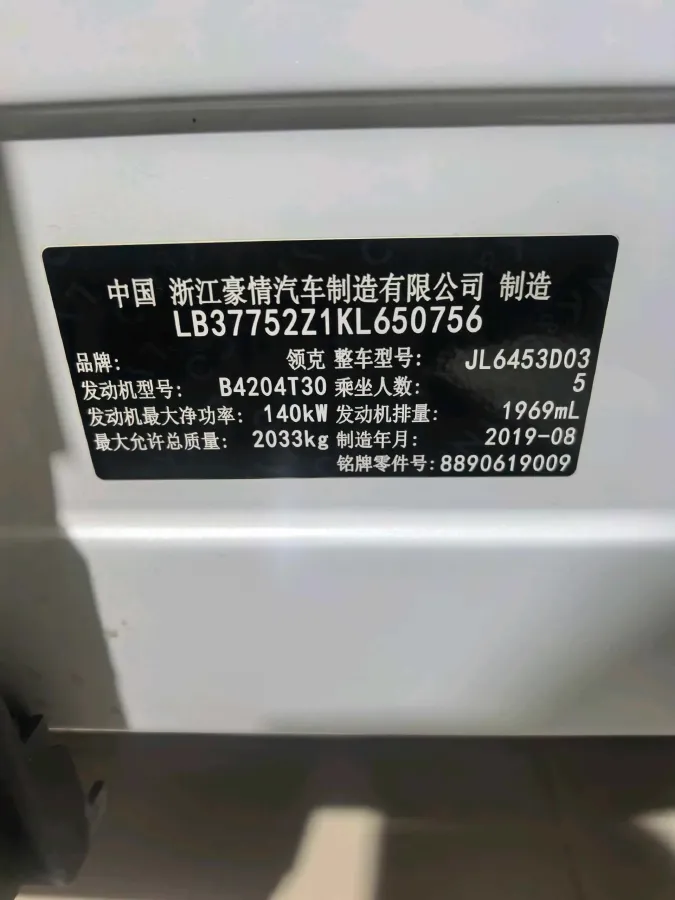 中国 浙江豪情汽车制造有限公司 制造
LB37752Z1KL650756
品牌: 领克 整车型号: JL6453D03
发动机型号: B4204T30 乘坐人数: 5
发动机最大净功率: 140kW 发动机排量: 1969mL
最大允许总质量: 2033kg 制造年月: 2019-08
铭牌零件号: 8890619009